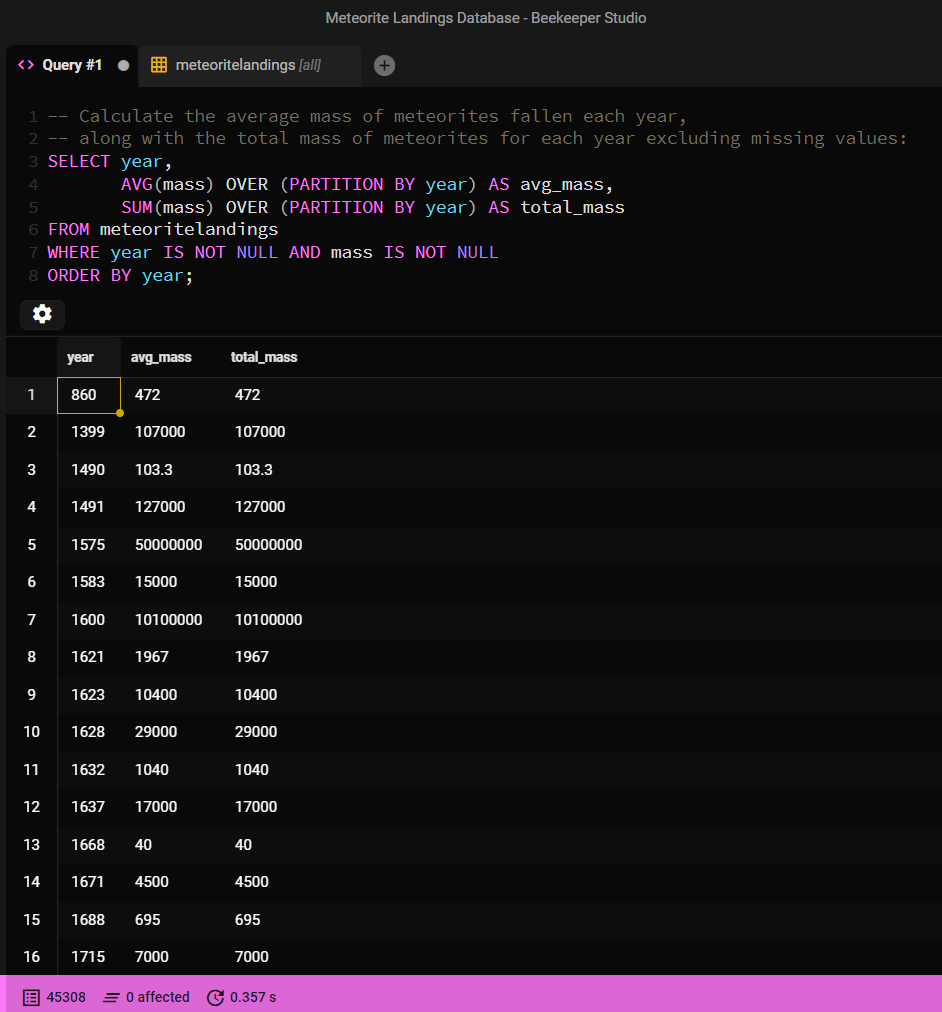 Meteorite Landings Database - Beekeeper Studio
<> Query #1 meteoritelandings [all]
1 -- Calculate the average mass of meteorites fallen each year,
2 -- along with the total mass of meteorites for each year excluding missing values:
3 SELECT year,
4 AVG(mass) OVER (PARTITION BY year) AS avg_mass,
5 SUM(mass) OVER (PARTITION BY year) AS total_mass
6 FROM meteoritelandings
7 WHERE year IS NOT NULL AND mass IS NOT NULL
8 ORDER BY year;
year avg_mass total_mass
1 860 472 472
2 1399 107000 107000
3 1490 103.3 103.3
4 1491 127000 127000
5 1575 50000000 50000000
6 1583 15000 15000
7 1600 10100000 10100000
8 1621 1967 1967
9 1623 10400 10400
10 1628 29000 29000
11 1632 1040 1040
12 1637 17000 17000
13 1668 40 40
14 1671 4500 4500
15 1688 695 695
16 1715 7000 7000
45308 0 affected 0.357 s